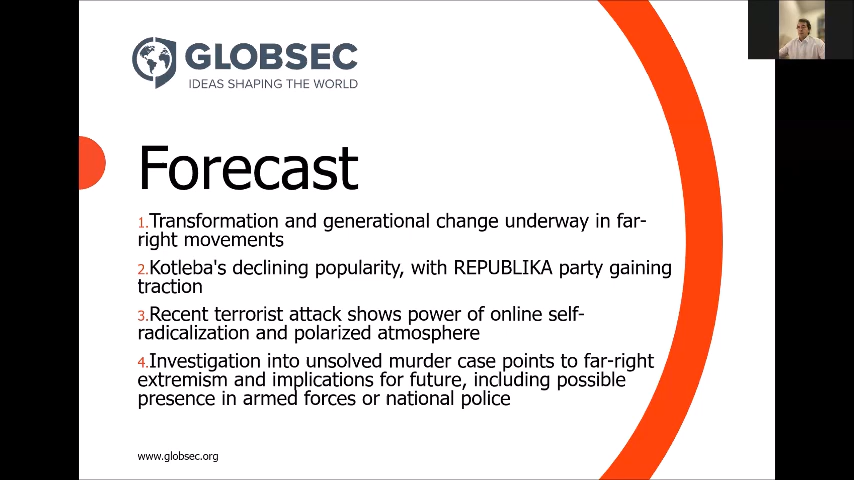 GLOBSEC
IDEAS SHAPING THE WORLD
Forecast
1.Transformation and generational change underway in far-
right movements
2.Kotleba's declining popularity, with REPUBLIKA party gaining
traction
3.Recent terrorist attack shows power of online self-
radicalization and polarized atmosphere
4.Investigation into unsolved murder case points to far-right
extremism and implications for future, including possible
presence in armed forces or national police
www.globsec.org